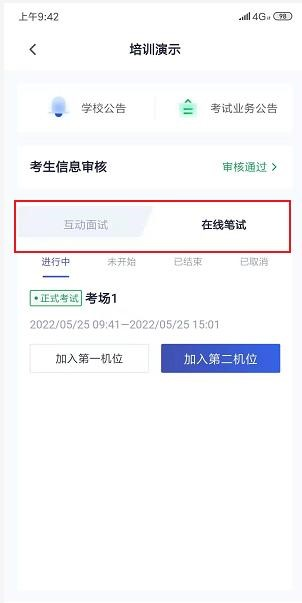 上午9:42
4G
98
培训演示
学校公告
考试业务公告
考生信息审核
审核通过
互动面试
在线笔试
进行中
未开始
已结束
已取消
正式考试 考场1
2022/05/25 09:41—2022/05/25 15:01
加入第一机位
加入第二机位